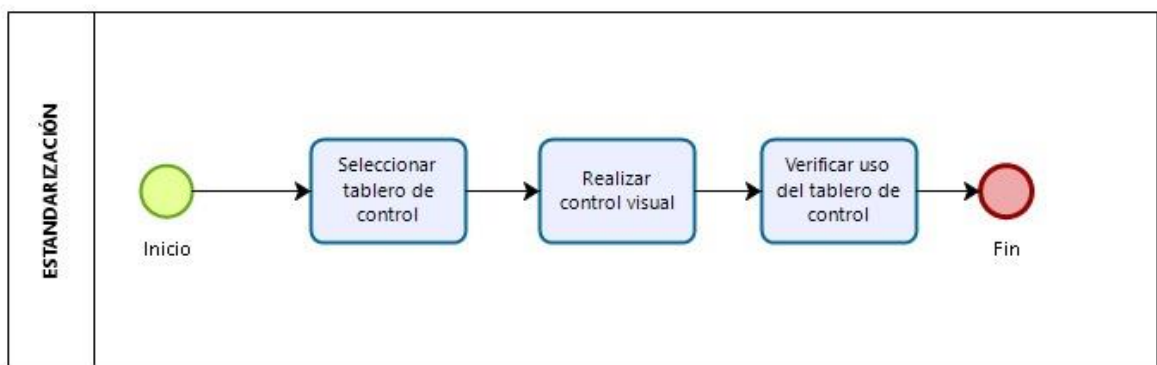 ESTANDARIZACIÓN
Inicio
Seleccionar
tablero de
control
Realizar
control visual
Verificar uso
del tablero de
control
Fin